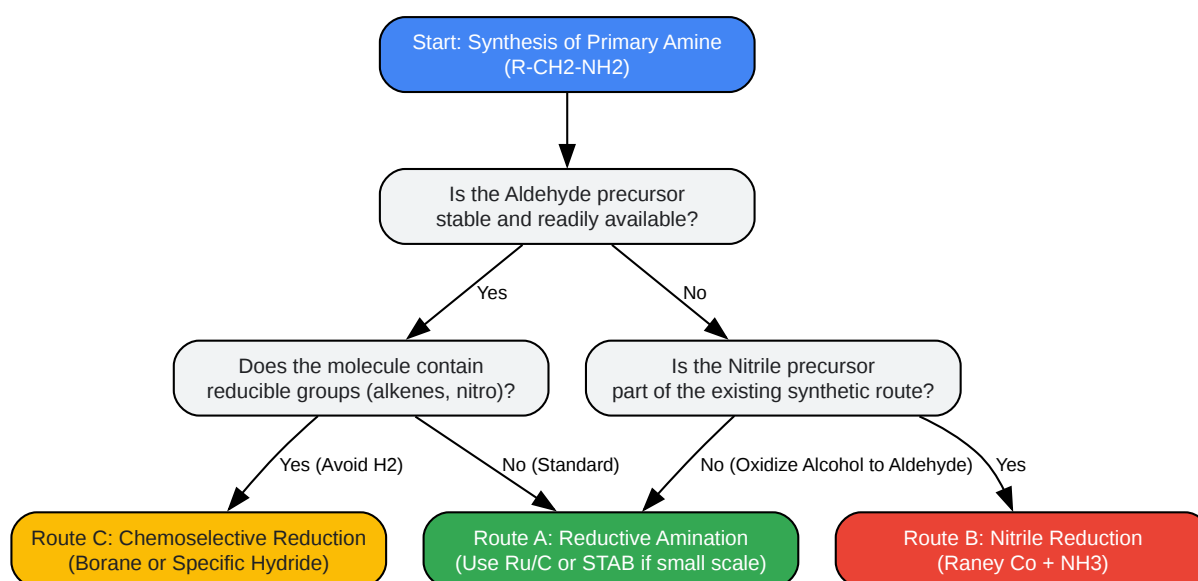 Start: Synthesis of Primary Amine
(R-CH2-NH2)
Is the Aldehyde precursor
stable and readily available?
Yes
No
Does the molecule contain
reducible groups (alkenes, nitro)?
Is the Nitrile precursor
part of the existing synthetic route?
Yes (Avoid H2)
No (Standard)
No (Oxidize Alcohol to Aldehyde)
Yes
Route C: Chemoselective Reduction
(Borane or Specific Hydride)
Route A: Reductive Amination
(Use Ru/C or STAB if small scale)
Route B: Nitrile Reduction
(Raney Co + NH3)